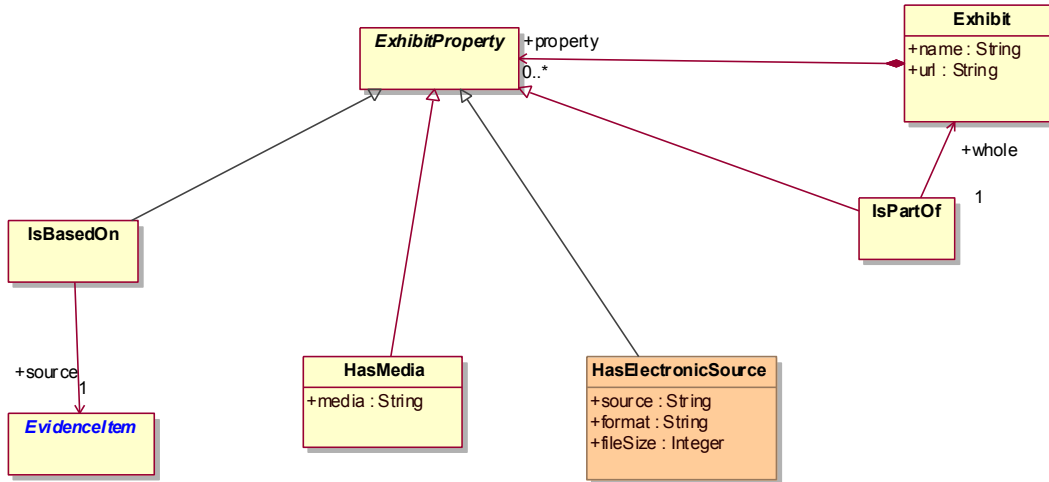 Exhibit
+name : String
+url : String
ExhibitProperty
+property
0..*
+whole
1
IsPartOf
IsBasedOn
+source
1
EvidenceItem
HasMedia
+media : String
HasElectronicSource
+source : String
+format : String
+fileSize : Integer